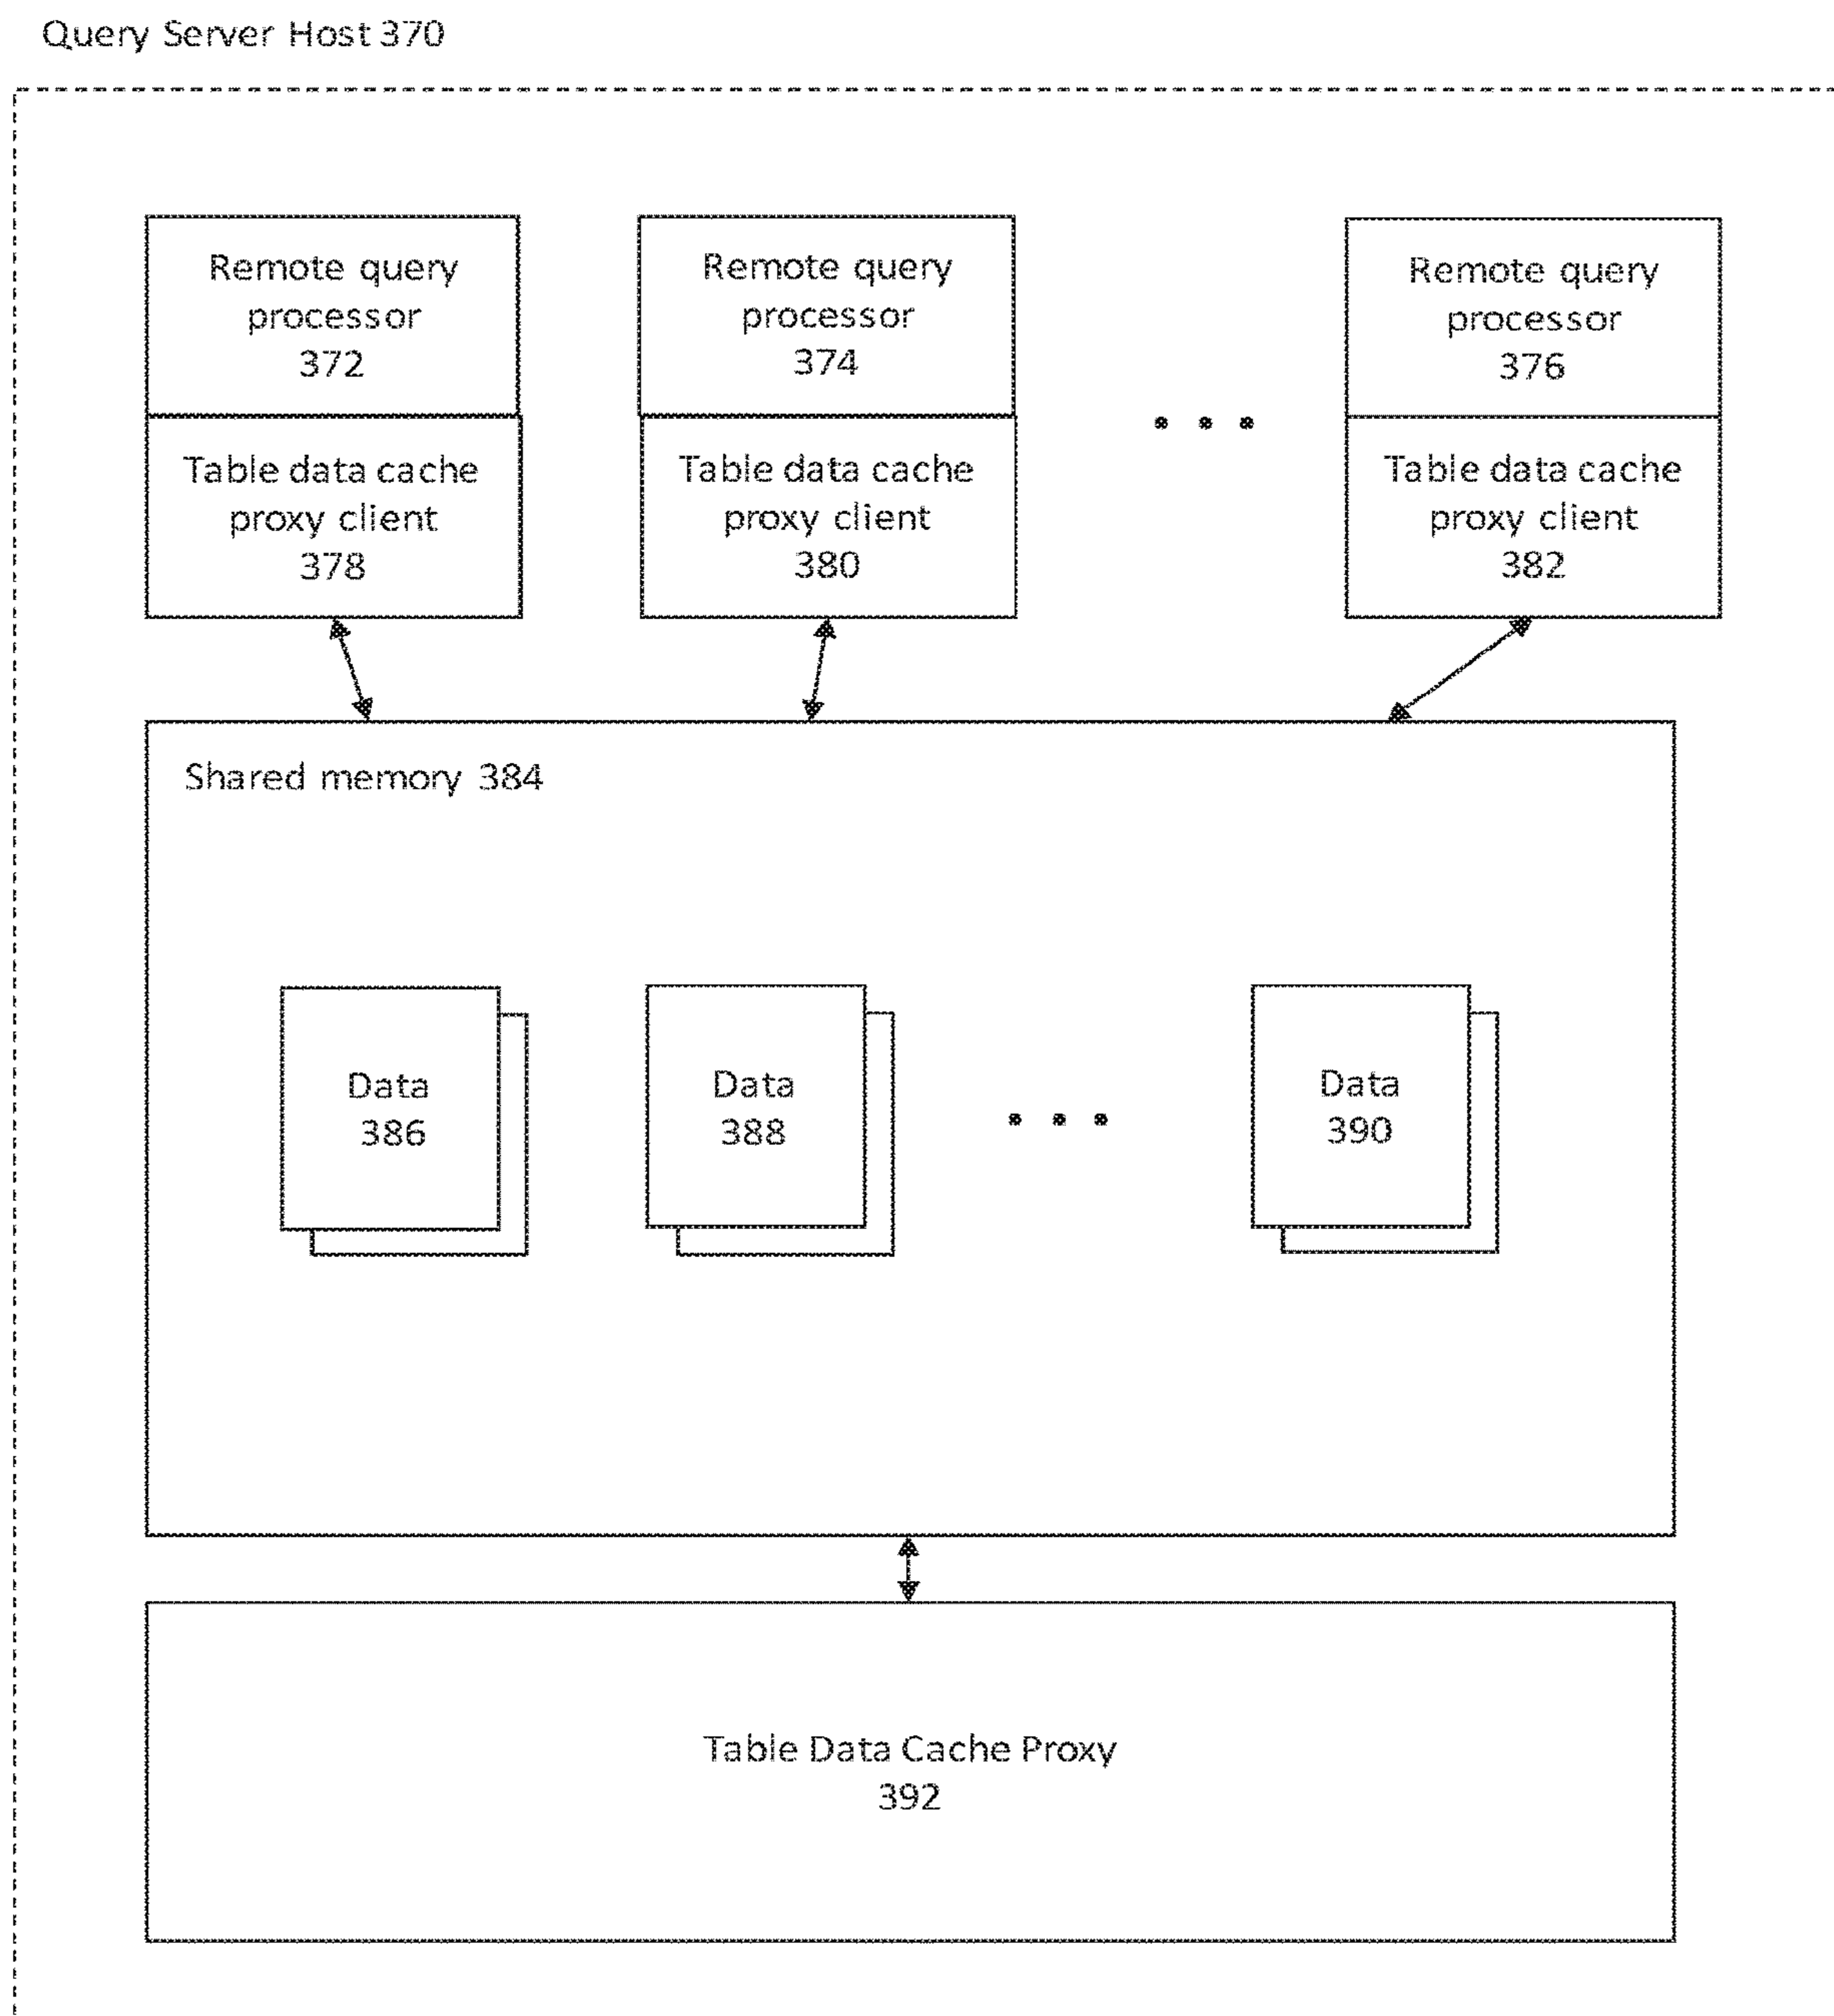 Query Server Host 370
Remote query
processor
372
Table data cache
proxy client
378
Remote query
processor
374
Table data cache
proxy client
380
Remote query
processor
376
Table data cache
proxy client
382
Shared memory 384
Data
386
Data
388
Data
390
Table Data Cache Proxy
392